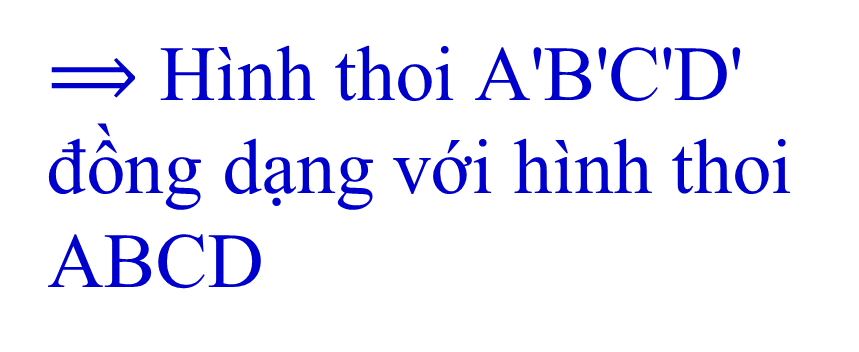 ⟹ Hình thoi A'B'C'D'
đồng dạng với hình thoi
ABCD